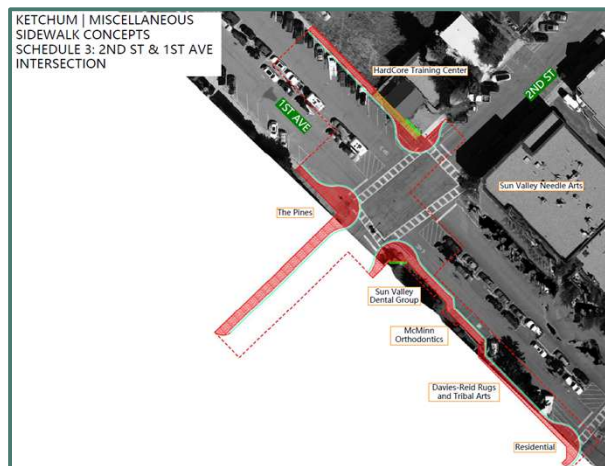 KETCHUM | MISCELLANEOUS
SIDEWALK CONCEPTS
SCHEDULE 3: 2ND ST & 1ST AVE
INTERSECTION
HardCore Training Center
2ND ST
1ST AVE
Sun Valley Needle Arts
The Pines
Sun Valley
Dental Group
McMinn
Orthodontics
Davies-Reid Rugs
and Tribal Arts
Residential